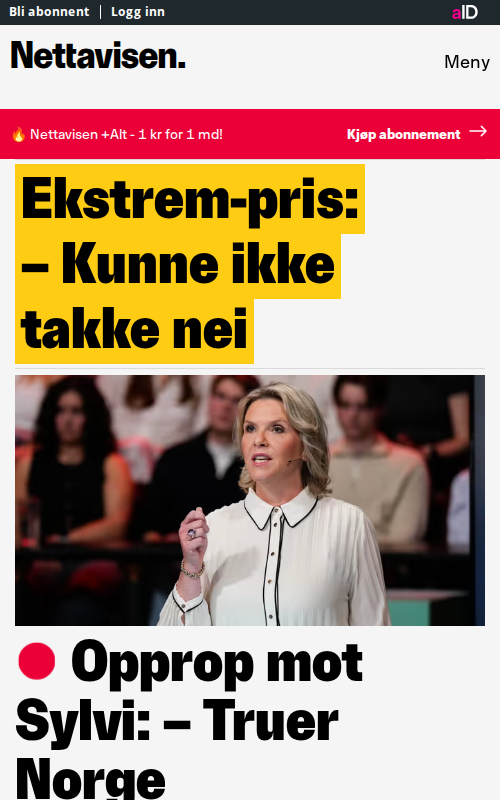 Bli abonnent | Logg inn
aID
Nettavisen.
Meny
🔥 Nettavisen +Alt - 1 kr for 1 md!
Kjøp abonnement →
Ekstrem-pris:
– Kunne ikke
takke nei
Opprop mot
Sylvi: – Truer
Norge